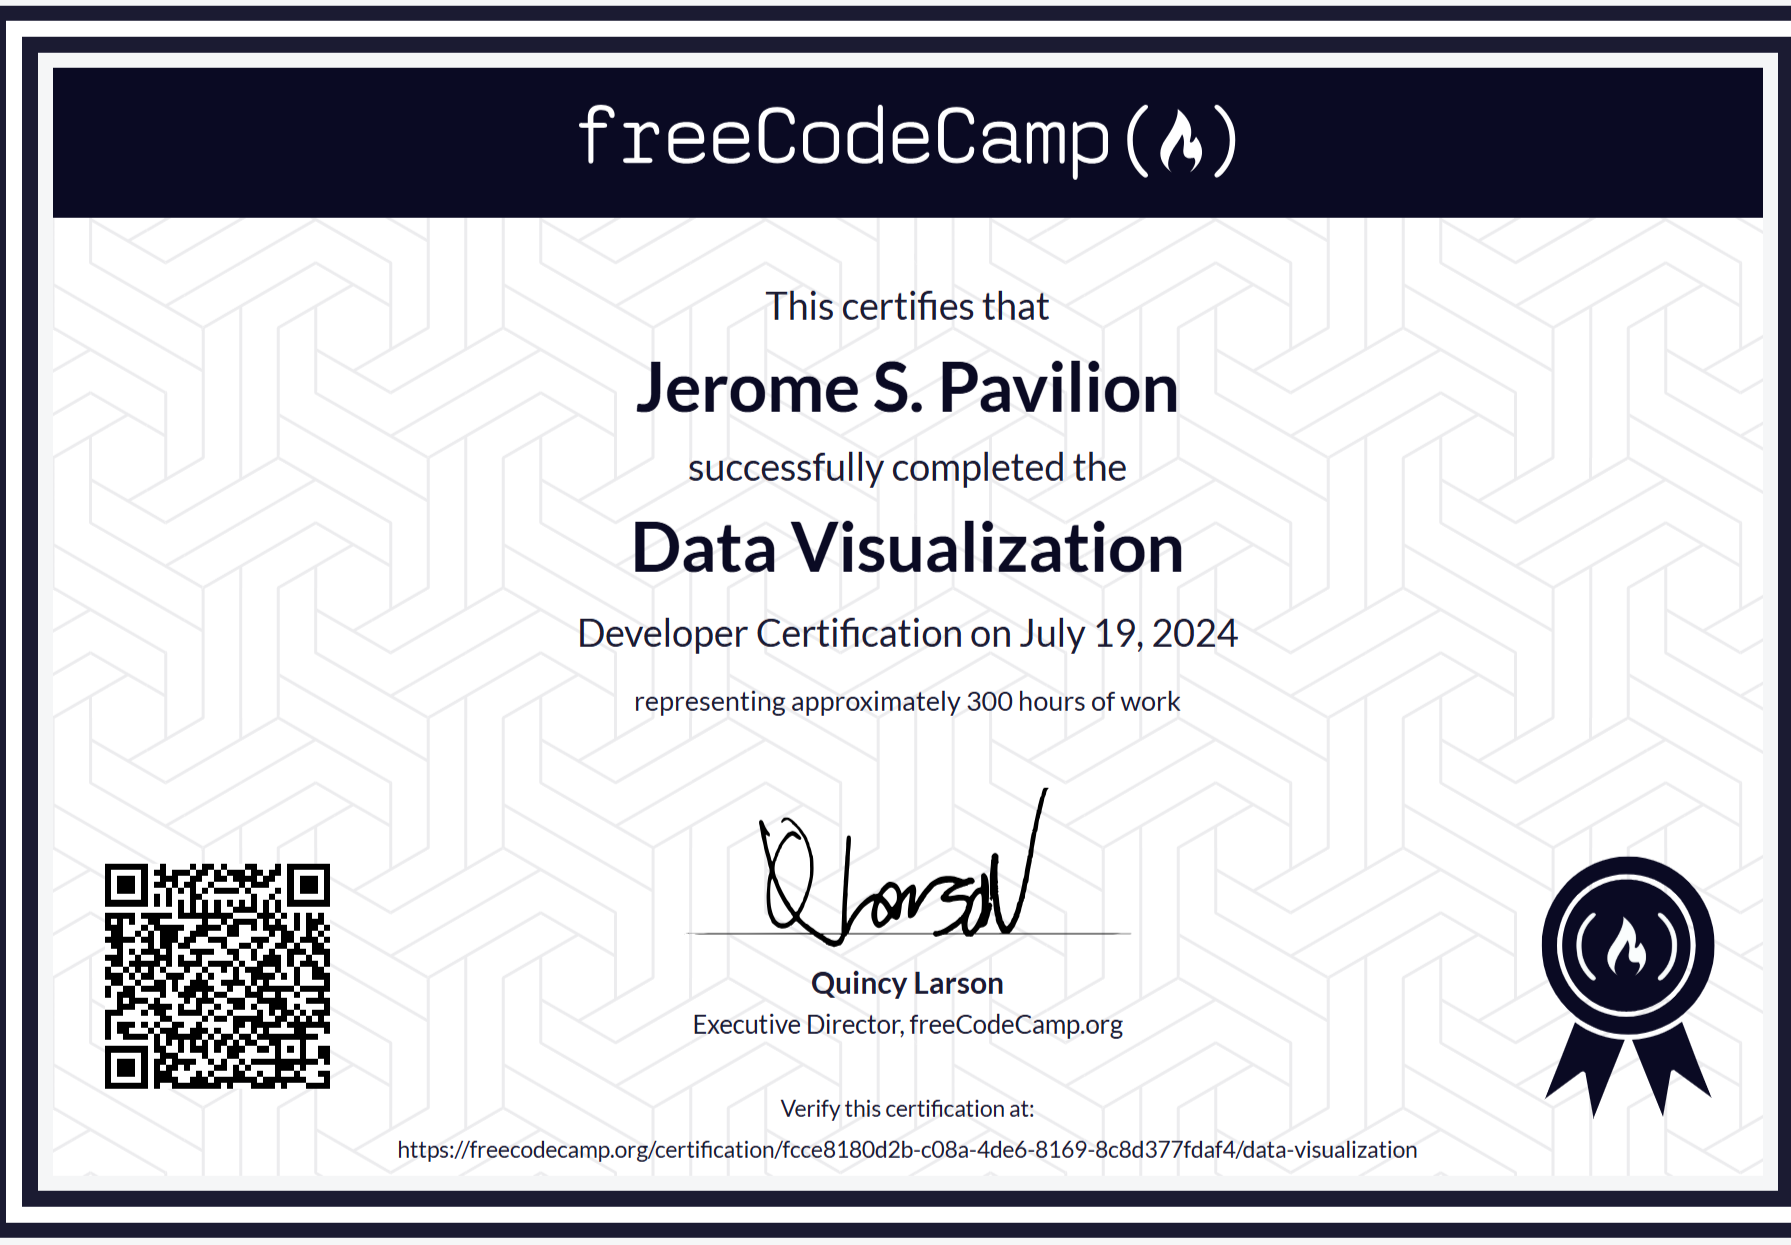 freeCodeCamp
This certifies that
Jerome S. Pavilion
successfully completed the
Data Visualization
Developer Certification on July 19, 2024
representing approximately 300 hours of work
Quincy Larson
Executive Director, freeCodeCamp.org
Verify this certification at:
https://freecodecamp.org/certification/fcce8180d2b-c08a-4de6-8169-8c8d377fdaf4/data-visualization